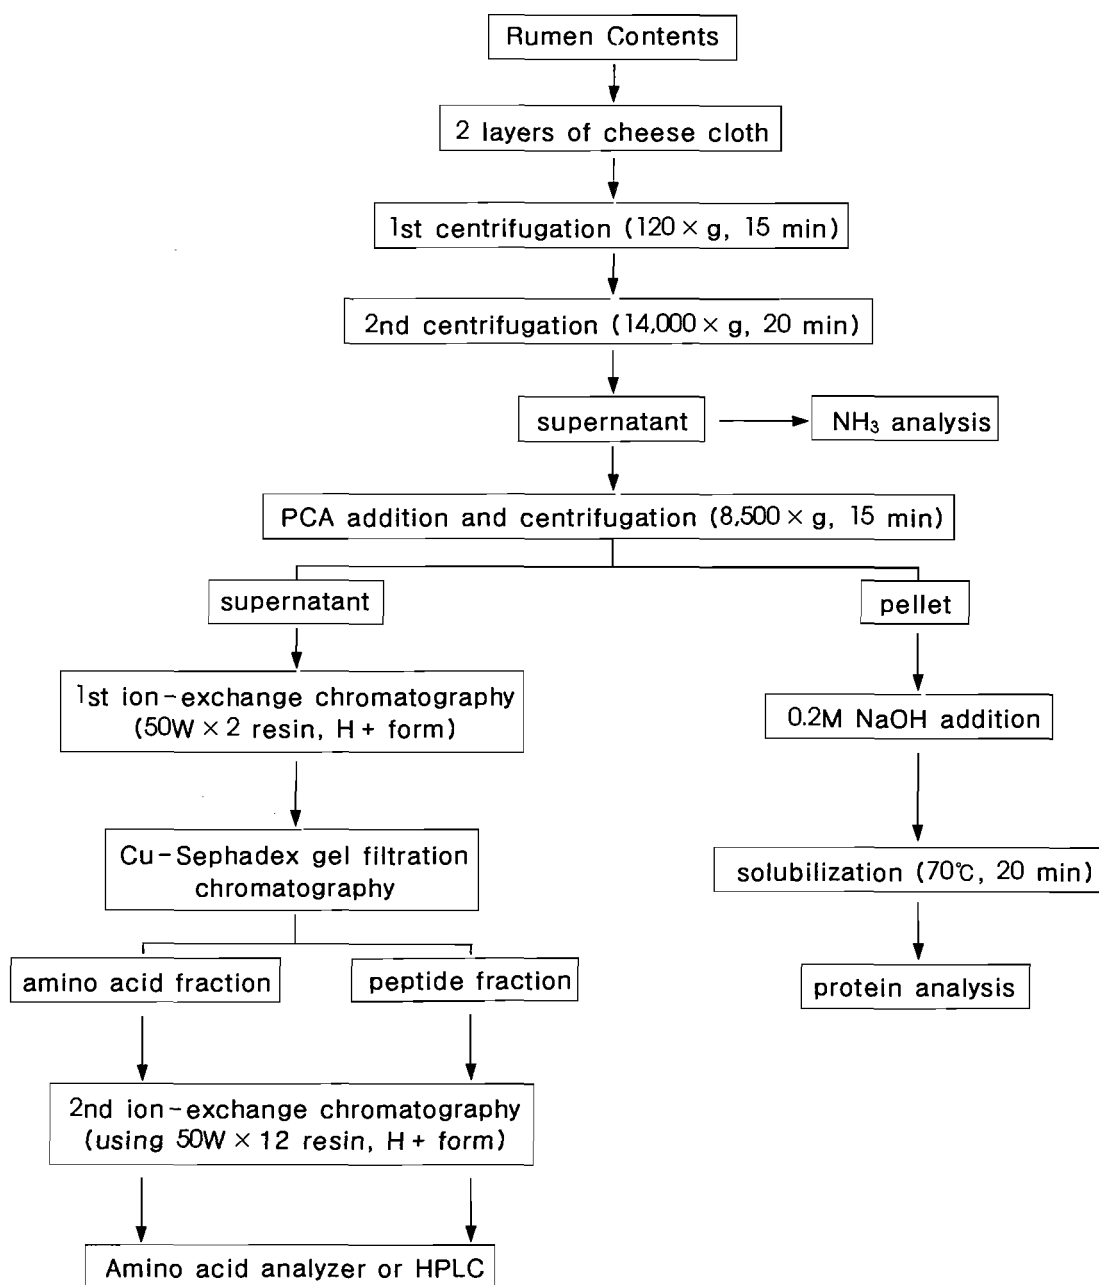 Rumen Contents
2 layers of cheese cloth
1st centrifugation (120 × g, 15 min)
2nd centrifugation (14,000 × g, 20 min)
supernatant
NH₃ analysis
PCA addition and centrifugation (8,500 × g, 15 min)
supernatant
pellet
1st ion-exchange chromatography
(50W × 2 resin, H+ form)
0.2M NaOH addition
Cu-Sephadex gel filtration
chromatography
solubilization (70℃, 20 min)
amino acid fraction
peptide fraction
protein analysis
2nd ion-exchange chromatography
(using 50W × 12 resin, H+ form)
Amino acid analyzer or HPLC